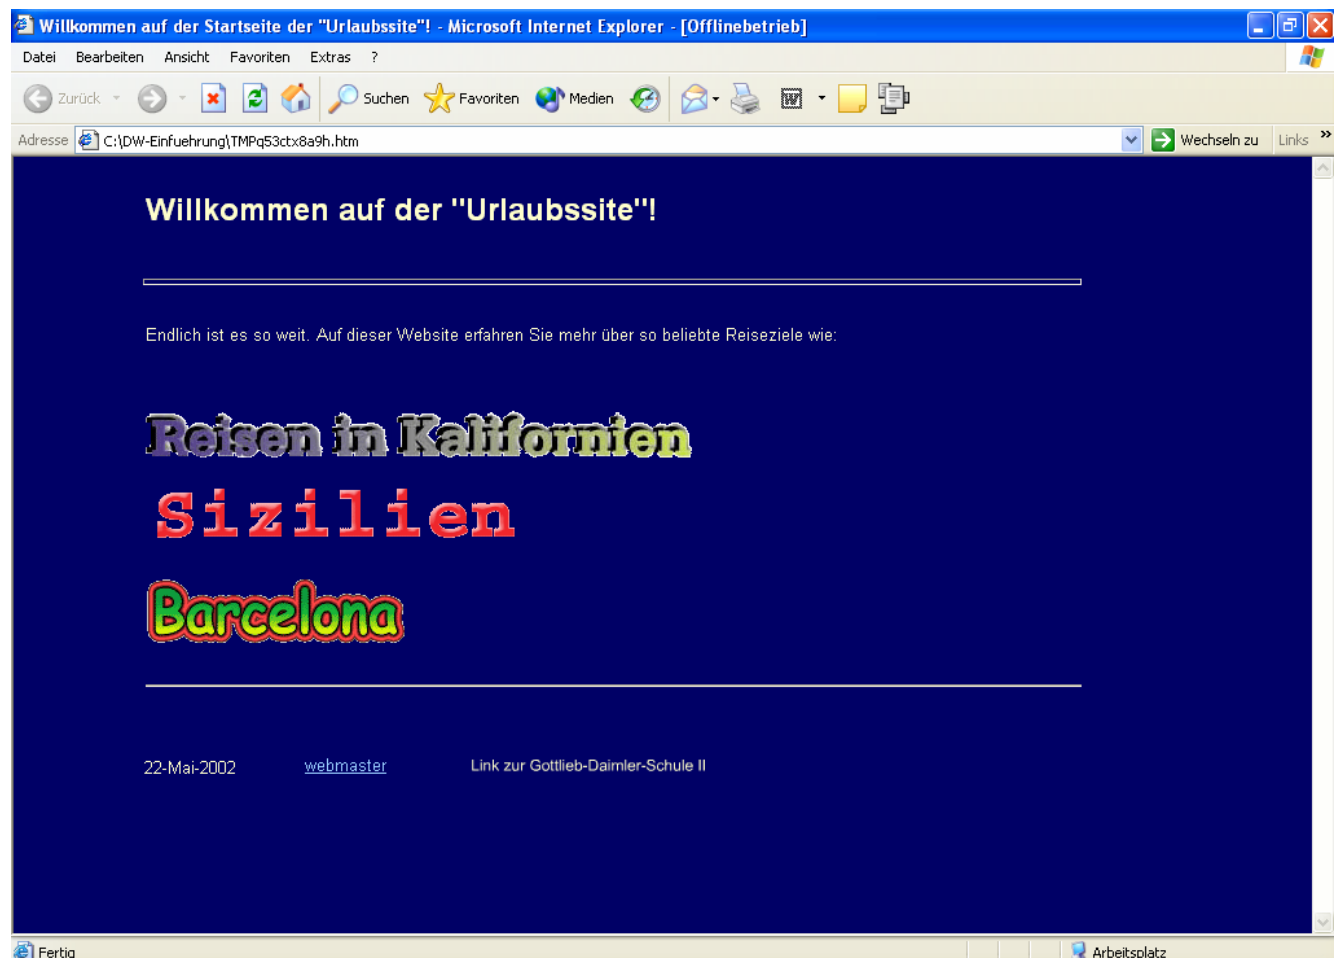 Willkommen auf der Startseite der "Urlaubssite"! - Microsoft Internet Explorer - [Offlinebetrieb]
Datei Bearbeiten Ansicht Favoriten Extras ?
Zurück Suchen Favoriten Medien
Adresse C:\DW-Einfuehrung\TMPq53ctx8a9h.htm Wechseln zu Links »
Willkommen auf der "Urlaubssite"!
Endlich ist es so weit. Auf dieser Website erfahren Sie mehr über so beliebte Reiseziele wie:
Reisen in Kalifornien
Sizilien
Barcelona
22-Mai-2002 webmaster Link zur Gottlieb-Daimler-Schule II
Fertig Arbeitsplatz